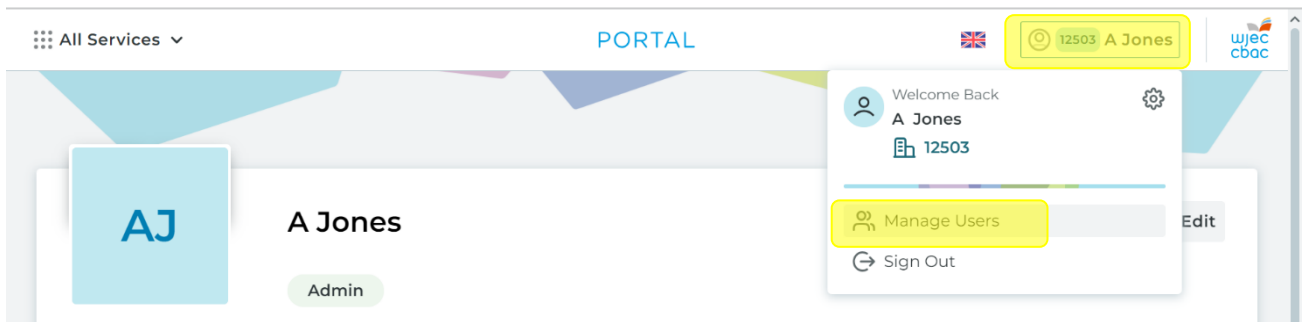 All Services
PORTAL
12503 A Jones
wjec
cbac
Welcome Back
A Jones
12503
AJ
A Jones
Manage Users
Edit
Sign Out
Admin